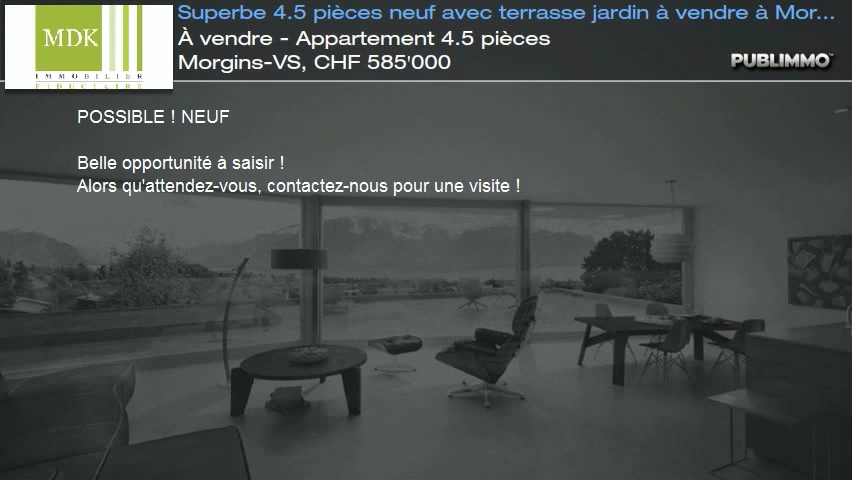 MDK
IMMOBILIER
FIDUCIAIRE
Superbe 4.5 pièces neuf avec terrasse jardin à vendre à Mor...
À vendre - Appartement 4.5 pièces
Morgins-VS, CHF 585'000
PUBLIMMO™
POSSIBLE ! NEUF
Belle opportunité à saisir !
Alors qu'attendez-vous, contactez-nous pour une visite !